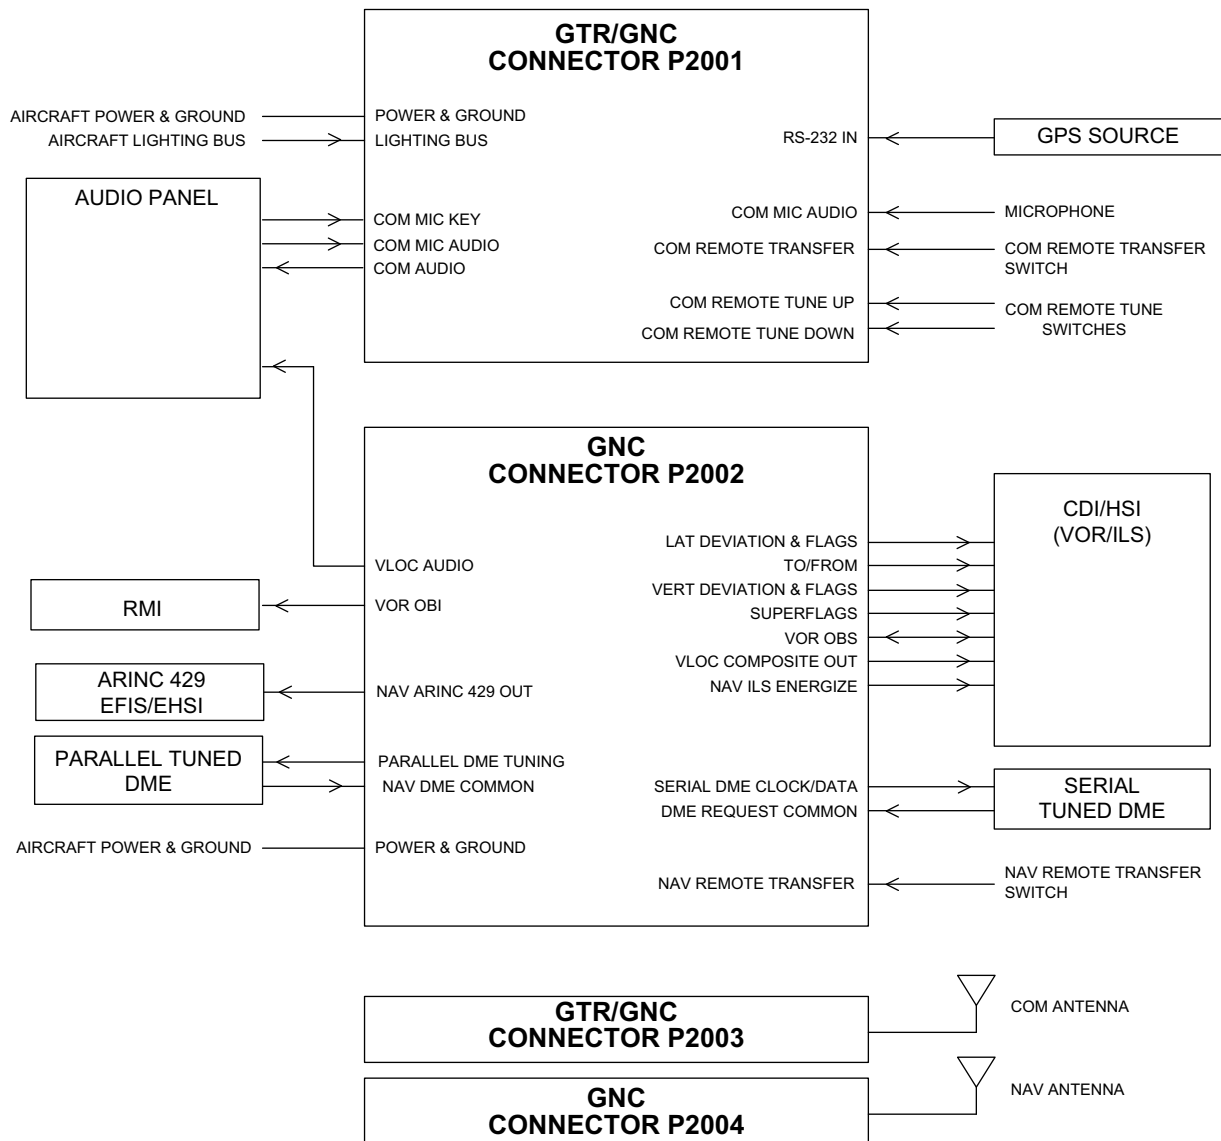 GTR/GNC
CONNECTOR P2001
AIRCRAFT POWER & GROUND
POWER & GROUND
AIRCRAFT LIGHTING BUS
LIGHTING BUS
RS-232 IN
GPS SOURCE
AUDIO PANEL
COM MIC KEY
COM MIC AUDIO
COM AUDIO
COM MIC AUDIO
MICROPHONE
COM REMOTE TRANSFER
COM REMOTE TRANSFER
SWITCH
COM REMOTE TUNE UP
COM REMOTE TUNE DOWN
COM REMOTE TUNE
SWITCHES
GNC
CONNECTOR P2002
VLOC AUDIO
RMI
VOR OBI
ARINC 429
EFIS/EHSI
NAV ARINC 429 OUT
PARALLEL TUNED
DME
PARALLEL DME TUNING
NAV DME COMMON
AIRCRAFT POWER & GROUND
POWER & GROUND
LAT DEVIATION & FLAGS
TO/FROM
VERT DEVIATION & FLAGS
SUPERFLAGS
VOR OBS
VLOC COMPOSITE OUT
NAV ILS ENERGIZE
CDI/HSI
(VOR/ILS)
SERIAL DME CLOCK/DATA
DME REQUEST COMMON
SERIAL
TUNED DME
NAV REMOTE TRANSFER
NAV REMOTE TRANSFER
SWITCH
GTR/GNC
CONNECTOR P2003
COM ANTENNA
GNC
CONNECTOR P2004
NAV ANTENNA